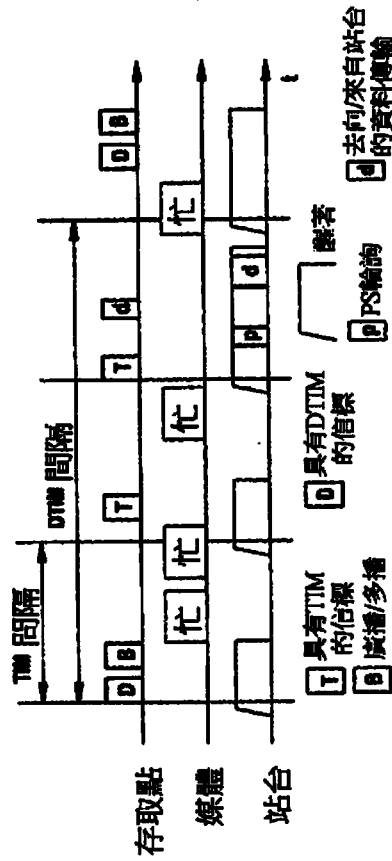 DTIM 間隔
TIM 間隔
存取點 D B T T d D B
媒體 忙 忙 忙 忙
站台 p d
t
T 具有TIM
的信標
D 具有DTIM
的信標
醒著
B 廣播/多播
p PS輪詢
d 去向/來自站台
的資料傳輸